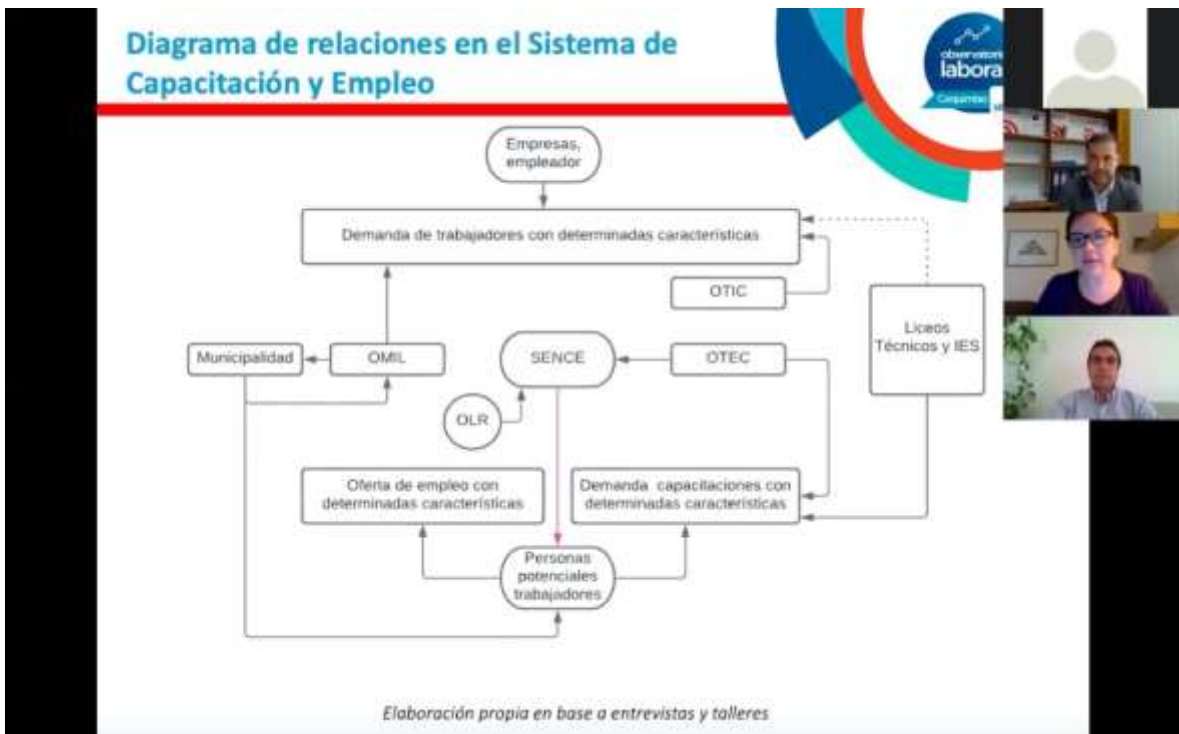 Diagrama de relaciones en el Sistema de
Capacitación y Empleo
observatorio
labora
Coquimbo
Empresas,
empleador
Demanda de trabajadores con determinadas características
OTIC
Liceos
Técnicos y IES
Municipalidad
OMIL
SENCE
OTEC
OLR
Oferta de empleo con
determinadas características
Demanda capacitaciones con
determinadas características
Personas
potenciales
trabajadores
Elaboración propia en base a entrevistas y talleres